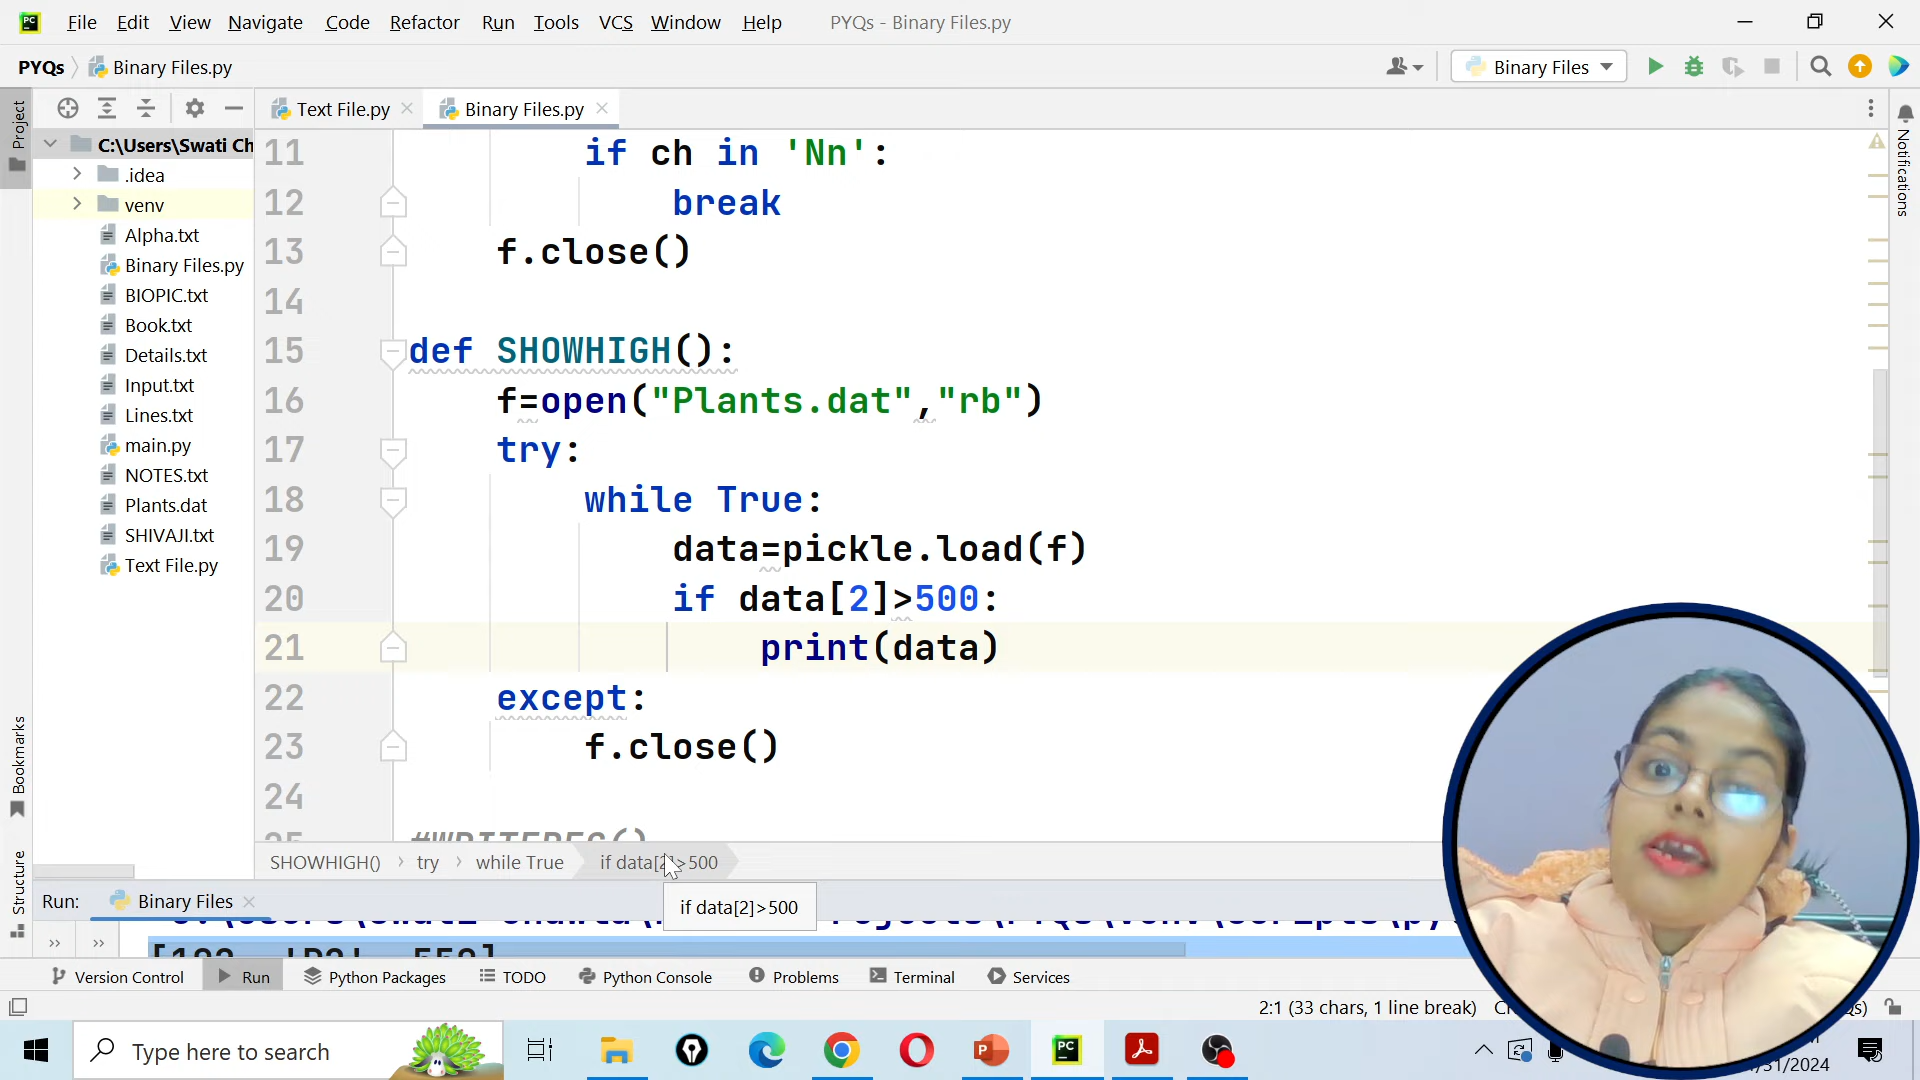 File Edit View Navigate Code Refactor Run Tools VCS Window Help PYQs - Binary Files.py
PYQs Binary Files.py
Binary Files
Project
Text File.py
Binary Files.py
Notifications
C:\Users\Swati Ch
.idea
venv
Alpha.txt
Binary Files.py
BIOPIC.txt
Book.txt
Details.txt
Input.txt
Lines.txt
main.py
NOTES.txt
Plants.dat
SHIVAJI.txt
Text File.py
11 if ch in 'Nn':
12 break
13 f.close()
14
15 def SHOWHIGH():
16 f=open("Plants.dat","rb")
17 try:
18 while True:
19 data=pickle.load(f)
20 if data[2]>500:
21 print(data)
22 except:
23 f.close()
24
Bookmarks
Structure
SHOWHIGH() try while True if data[2]>500
if data[2]>500
Run: Binary Files
Version Control Run Python Packages TODO Python Console Problems Terminal Services
2:1 (33 chars, 1 line break)
Type here to search
/31/2024